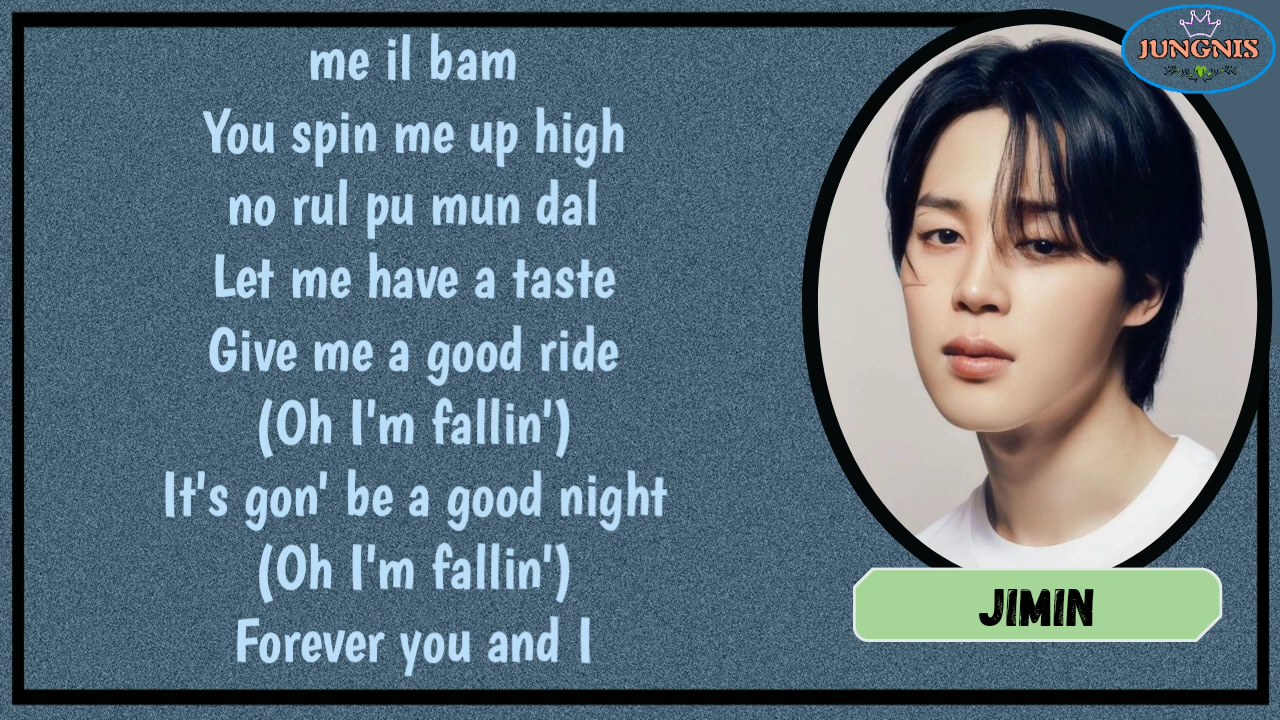 me il bam
You spin me up high
no rul pu mun dal
Let me have a taste
Give me a good ride
(Oh I'm fallin')
It's gon' be a good night
(Oh I'm fallin')
Forever you and I
JUNGNIS
JIMIN